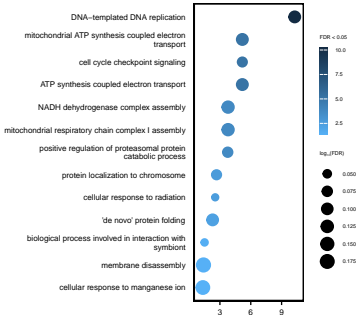 DNA−templated DNA replication
mitochondrial ATP synthesis coupled electron
transport
cell cycle checkpoint signaling
ATP synthesis coupled electron transport
NADH dehydrogenase complex assembly
mitochondrial respiratory chain complex I assembly
positive regulation of proteasomal protein
catabolic process
protein localization to chromosome
cellular response to radiation
'de novo' protein folding
biological process involved in interaction with
symbiont
membrane disassembly
cellular response to manganese ion
3 6 9
FDR < 0.05
10.0
7.5
5.0
2.5
log₁₀(FDR)
0.050
0.075
0.100
0.125
0.150
0.175